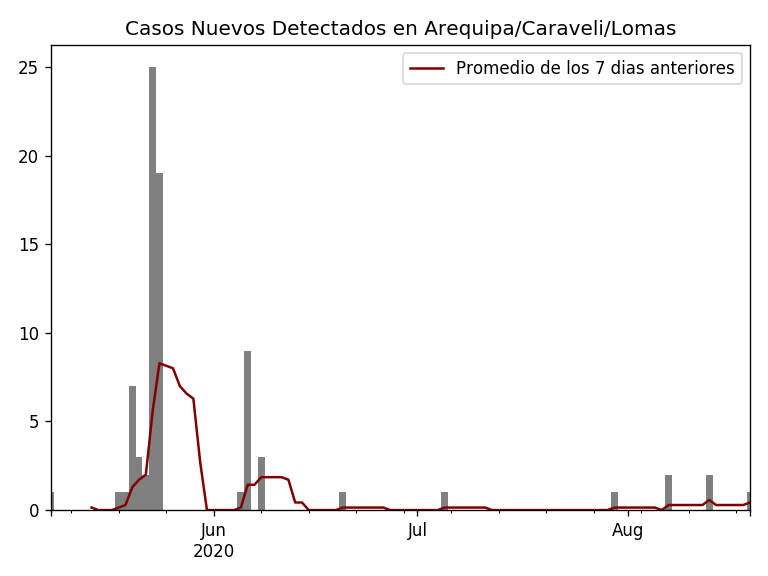 Casos Nuevos Detectados en Arequipa/Caraveli/Lomas
Promedio de los 7 dias anteriores
25
20
15
10
5
0
Jun
2020
Jul
Aug